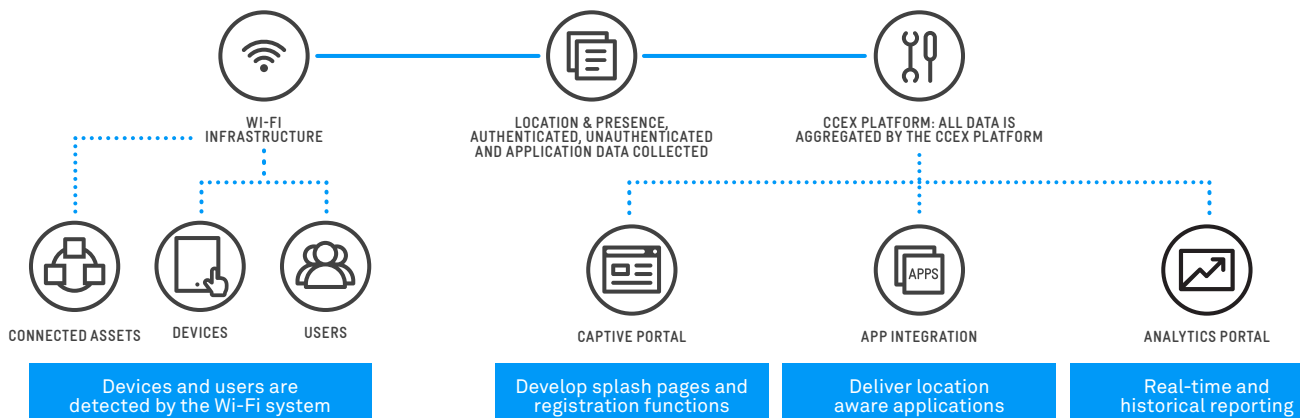 WI-FI
INFRASTRUCTURE
LOCATION & PRESENCE,
AUTHENTICATED, UNAUTHENTICATED
AND APPLICATION DATA COLLECTED
CCEX PLATFORM: ALL DATA IS
AGGREGATED BY THE CCEX PLATFORM
APPS
CONNECTED ASSETS
DEVICES
USERS
CAPTIVE PORTAL
APP INTEGRATION
ANALYTICS PORTAL
Devices and users are
detected by the Wi-Fi system
Develop splash pages and
registration functions
Deliver location
aware applications
Real-time and
historical reporting